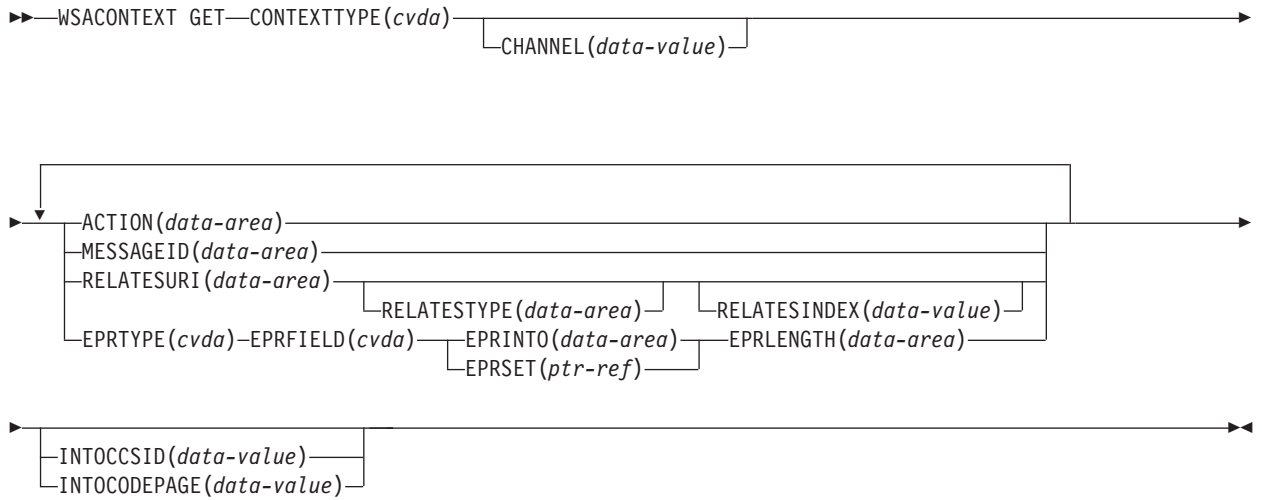 WSACONTEXT GET CONTEXTTYPE(cvda)
CHANNEL(data-value)
ACTION(data-area)
MESSAGEID(data-area)
RELATESURI(data-area)
RELATESTYPE(data-area) RELATESINDEX(data-value)
EPRTYPE(cvda) EPRFIELD(cvda) EPRINTO(data-area) EPRLENGTH(data-area)
EPRSET(ptr-ref)
INTOCCSID(data-value)
INTOCODEPAGE(data-value)